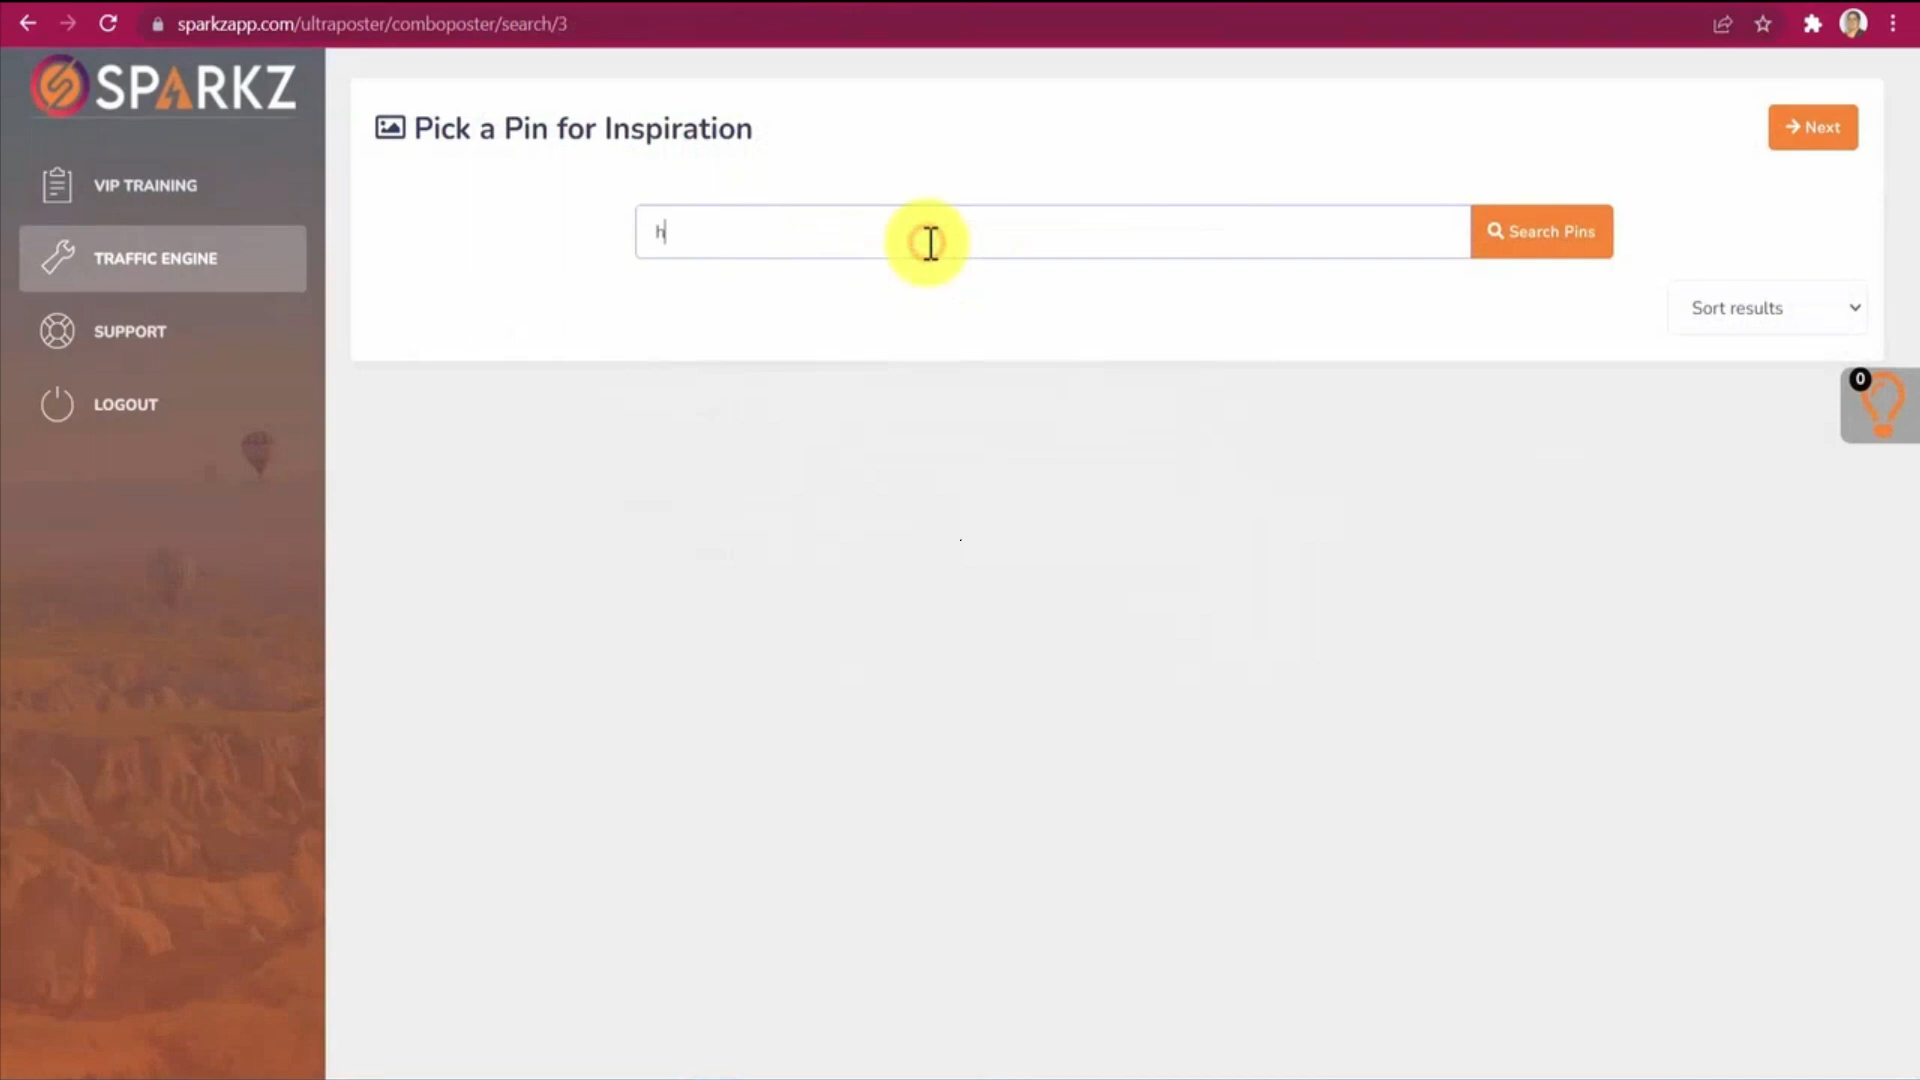 sparkzapp.com/ultraposter/comboposter/search/3
SPARKZ
VIP TRAINING
TRAFFIC ENGINE
SUPPORT
LOGOUT
Pick a Pin for Inspiration
Next
h
Search Pins
Sort results
0